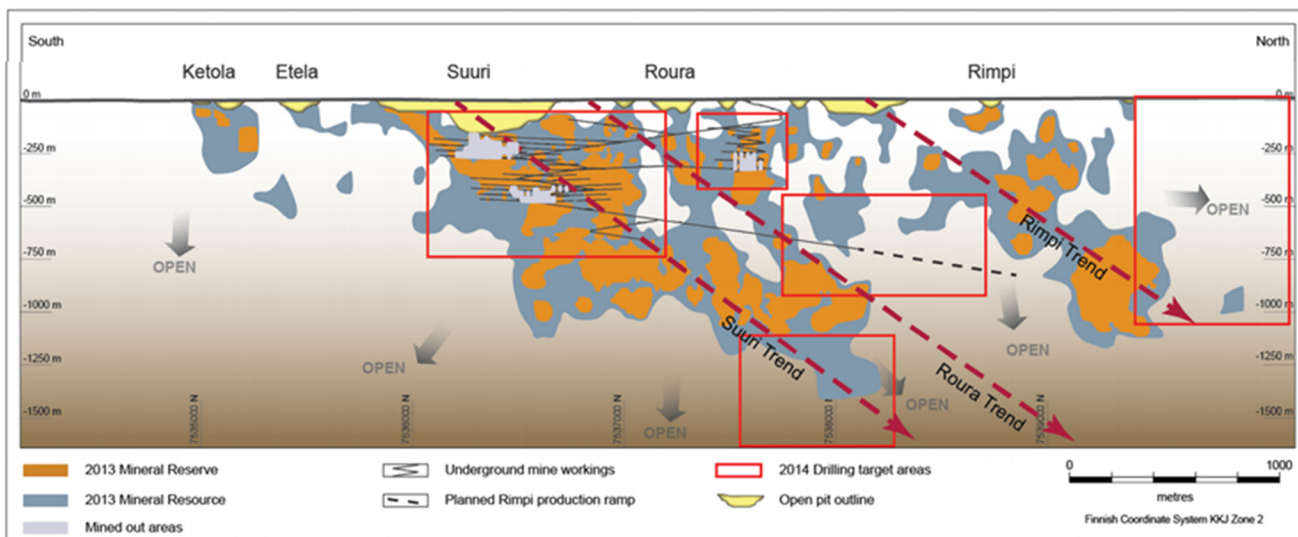 South
North
Ketola
Etela
Suuri
Roura
Rimpi
0 m
0 m
-250 m
-250 m
-500 m
-500 m
-750 m
-750 m
-1000 m
-1000 m
-1250 m
-1250 m
-1500 m
-1500 m
OPEN
OPEN
OPEN
OPEN
OPEN
OPEN
Rimpi Trend
Suuri Trend
Roura Trend
7535000 N
7536000 N
7537000 N
7538000 N
7539000 N
2013 Mineral Reserve
Underground mine workings
2014 Drilling target areas
0
1000
2013 Mineral Resource
Planned Rimpi production ramp
Open pit outline
metres
Mined out areas
Finnish Coordinate System KKJ Zone 2